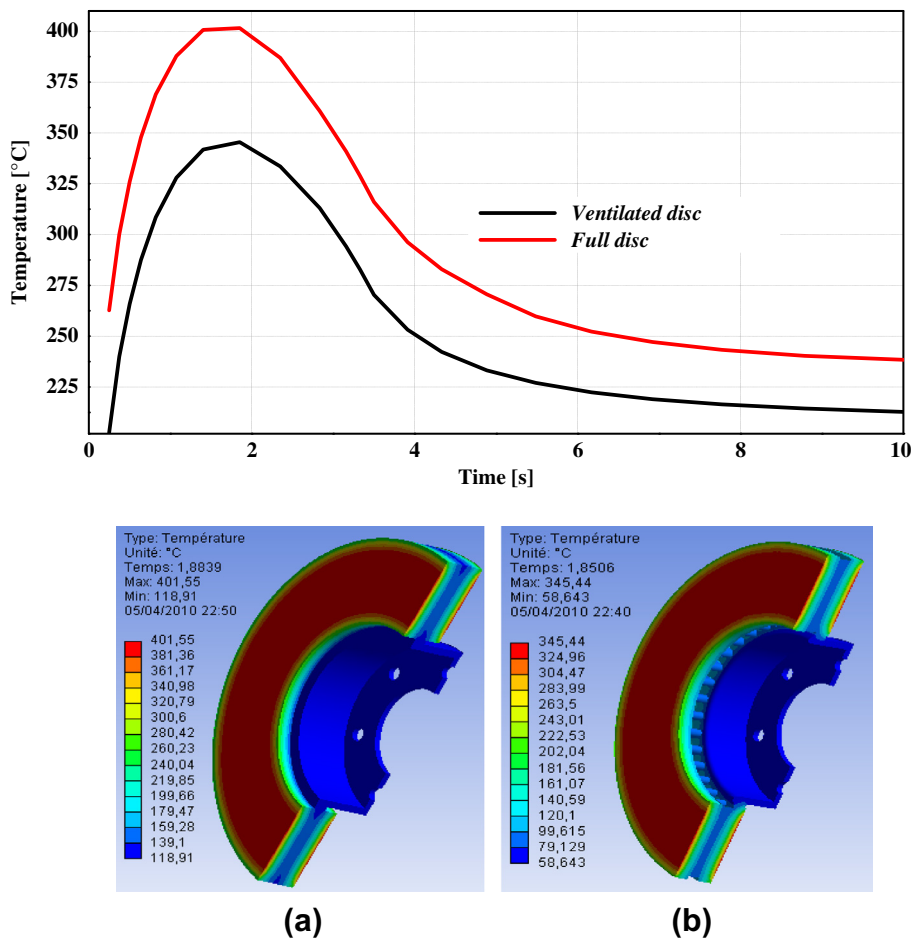 400
375
350
325
300
275
250
225
Temperature [°C]
Ventilated disc
Full disc
0 2 4 6 8 10
Time [s]
Type: Température
Unité: °C
Temps: 1,8839
Max: 401,55
Min: 118,91
05/04/2010 22:50
401,55
381,36
361,17
340,98
320,79
300,6
280,42
260,23
240,04
219,85
199,66
179,47
159,28
139,1
118,91
Type: Température
Unité: °C
Temps: 1,8506
Max: 345,44
Min: 58,643
05/04/2010 22:40
345,44
324,96
304,47
283,99
263,5
243,01
222,53
202,04
181,56
161,07
140,59
120,1
99,615
79,129
58,643
(a) (b)